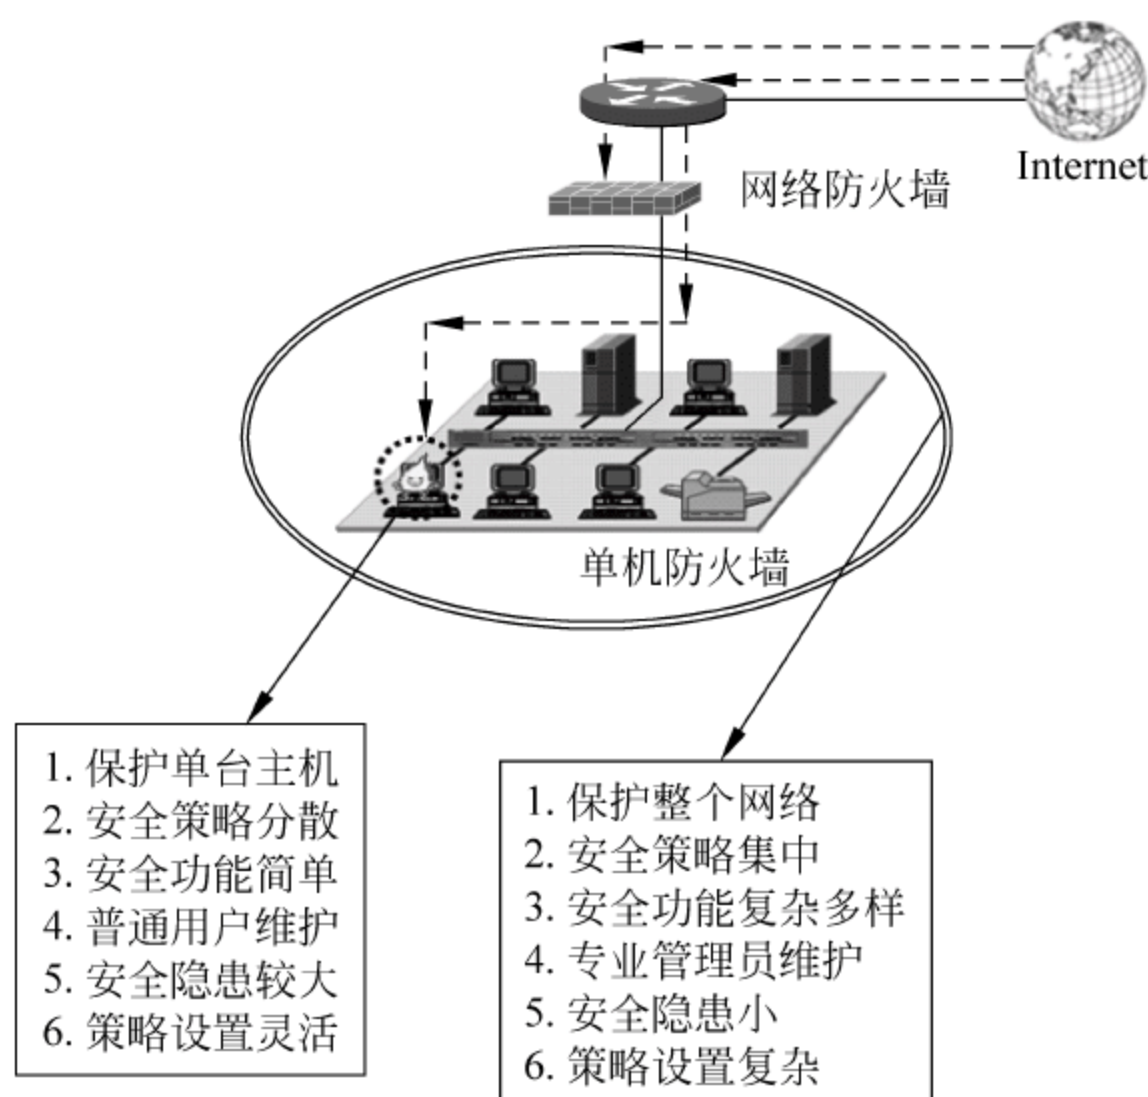 Internet
网络防火墙
单机防火墙
1. 保护单台主机
2. 安全策略分散
3. 安全功能简单
4. 普通用户维护
5. 安全隐患较大
6. 策略设置灵活
1. 保护整个网络
2. 安全策略集中
3. 安全功能复杂多样
4. 专业管理员维护
5. 安全隐患小
6. 策略设置复杂